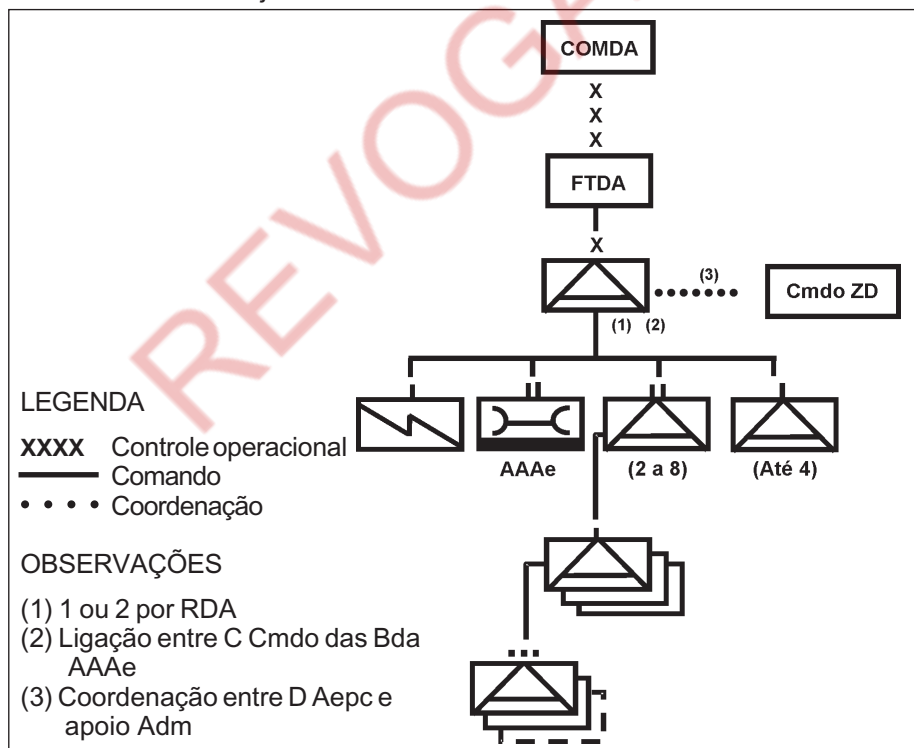 COMDA
X
X
X
FTDA
X
(3)
Cmdo ZD
(1) (2)
AAAe
(2 a 8)
(Até 4)
LEGENDA
XXXX Controle operacional
Comando
Coordenação
OBSERVAÇÕES
(1) 1 ou 2 por RDA
(2) Ligação entre C Cmdo das Bda
AAAe
(3) Coordenação entre D Aepc e
apoio Adm